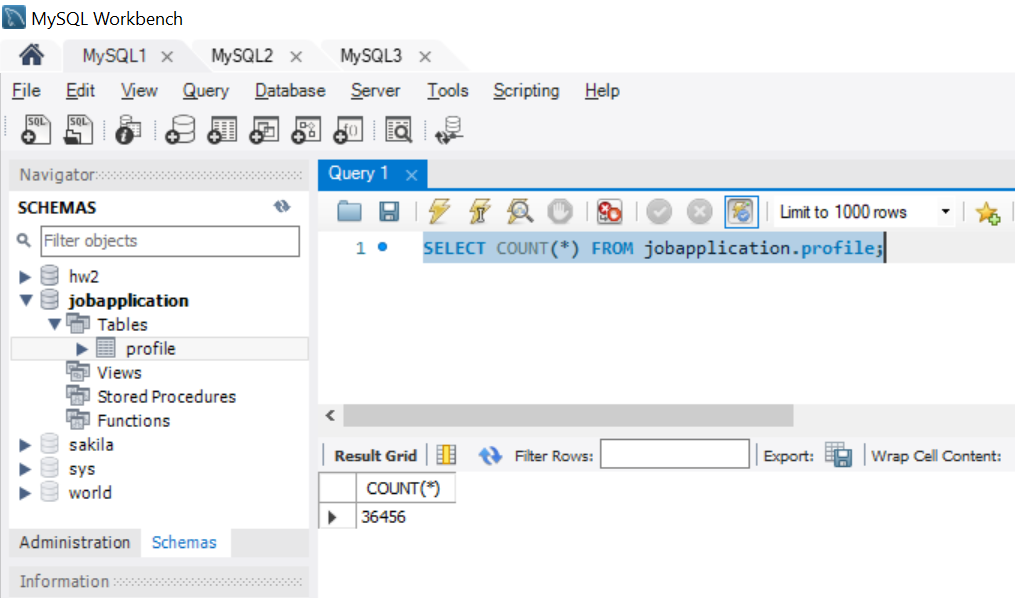 MySQL Workbench
MySQL1 MySQL2 MySQL3
File Edit View Query Database Server Tools Scripting Help
SQL SQL
Navigator
Query 1
SCHEMAS
Limit to 1000 rows
Filter objects
1 SELECT COUNT(*) FROM jobapplication.profile;
hw2
jobapplication
Tables
profile
Views
Stored Procedures
Functions
sakila
sys
world
Result Grid Filter Rows: Export: Wrap Cell Content:
COUNT(*)
36456
Administration Schemas
Information